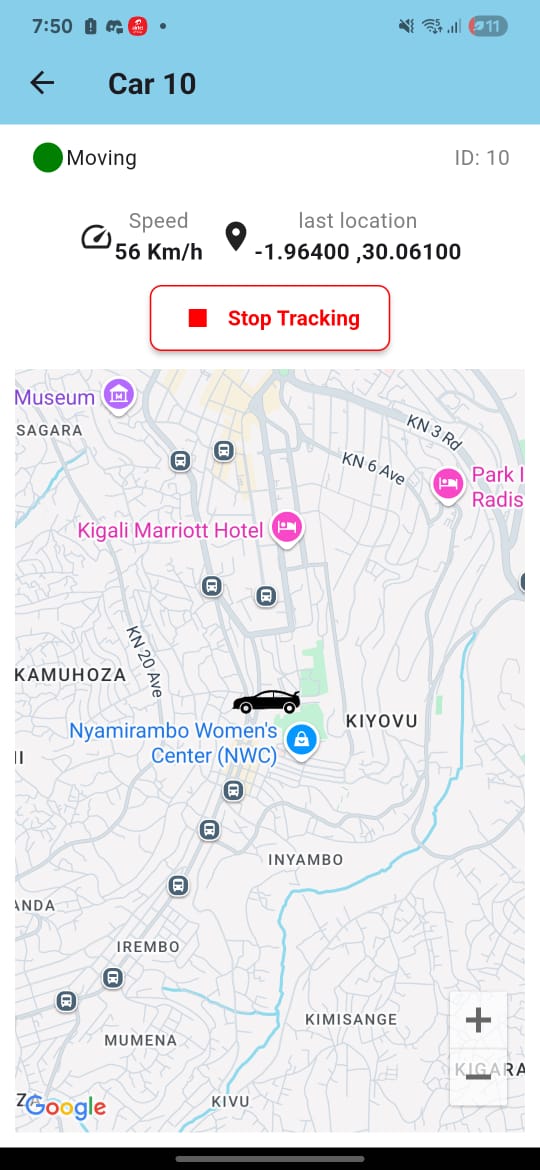 7:50
11
Car 10
Moving
ID: 10
Speed
56 Km/h
last location
-1.96400 ,30.06100
Stop Tracking
Museum
SAGARA
KN 3 Rd
KN 6 Ave
Park I
Radis
Kigali Marriott Hotel
KN 20 Ave
KAMUHOZA
KIYOVU
Nyamirambo Women's
Center (NWC)
INYAMBO
ANDA
IREMBO
KIMISANGE
MUMENA
KIGARA
KIVU
Google